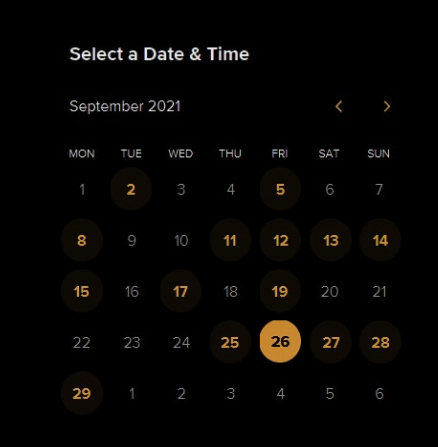 Select a Date & Time
September 2021
MON TUE WED THU FRI SAT SUN
1 2 3 4 5 6 7
8 9 10 11 12 13 14
15 16 17 18 19 20 21
22 23 24 25 26 27 28
29 1 2 3 4 5 6